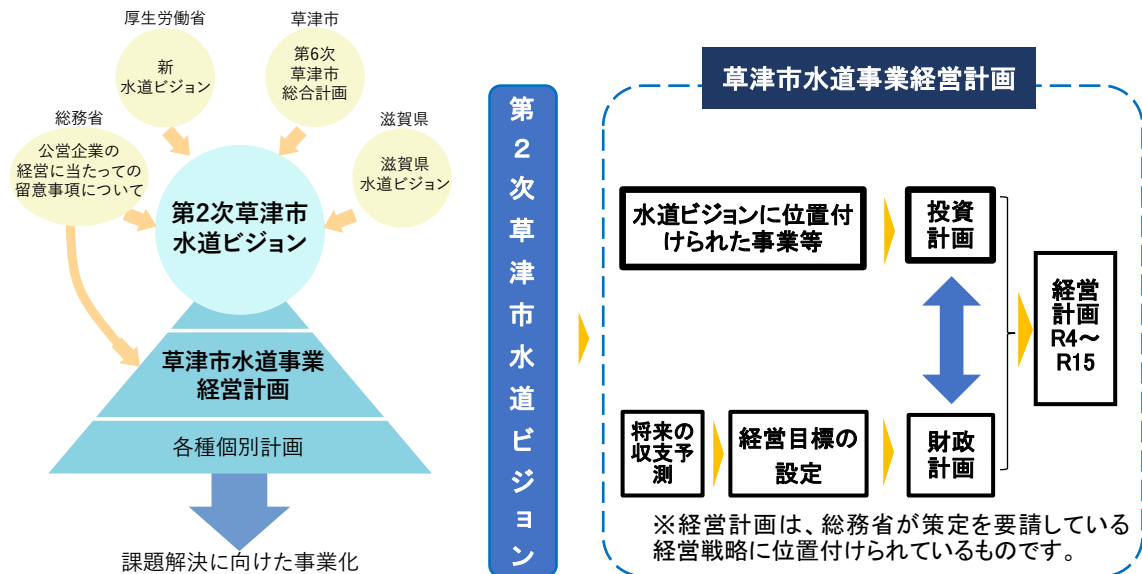 厚生労働省
新
水道ビジョン
草津市
第6次
草津市
総合計画
総務省
公営企業の
経営に当たっての
留意事項について
滋賀県
滋賀県
水道ビジョン
第2次草津市
水道ビジョン
草津市水道事業
経営計画
各種個別計画
課題解決に向けた事業化
第2次草津市水道ビジョン
草津市水道事業経営計画
水道ビジョンに位置付
けられた事業等
投資
計画
将来の
収支予
測
経営目標の
設定
財政
計画
経営
計画
R4～
R15
※経営計画は、総務省が策定を要請している
経営戦略に位置付けられているものです。